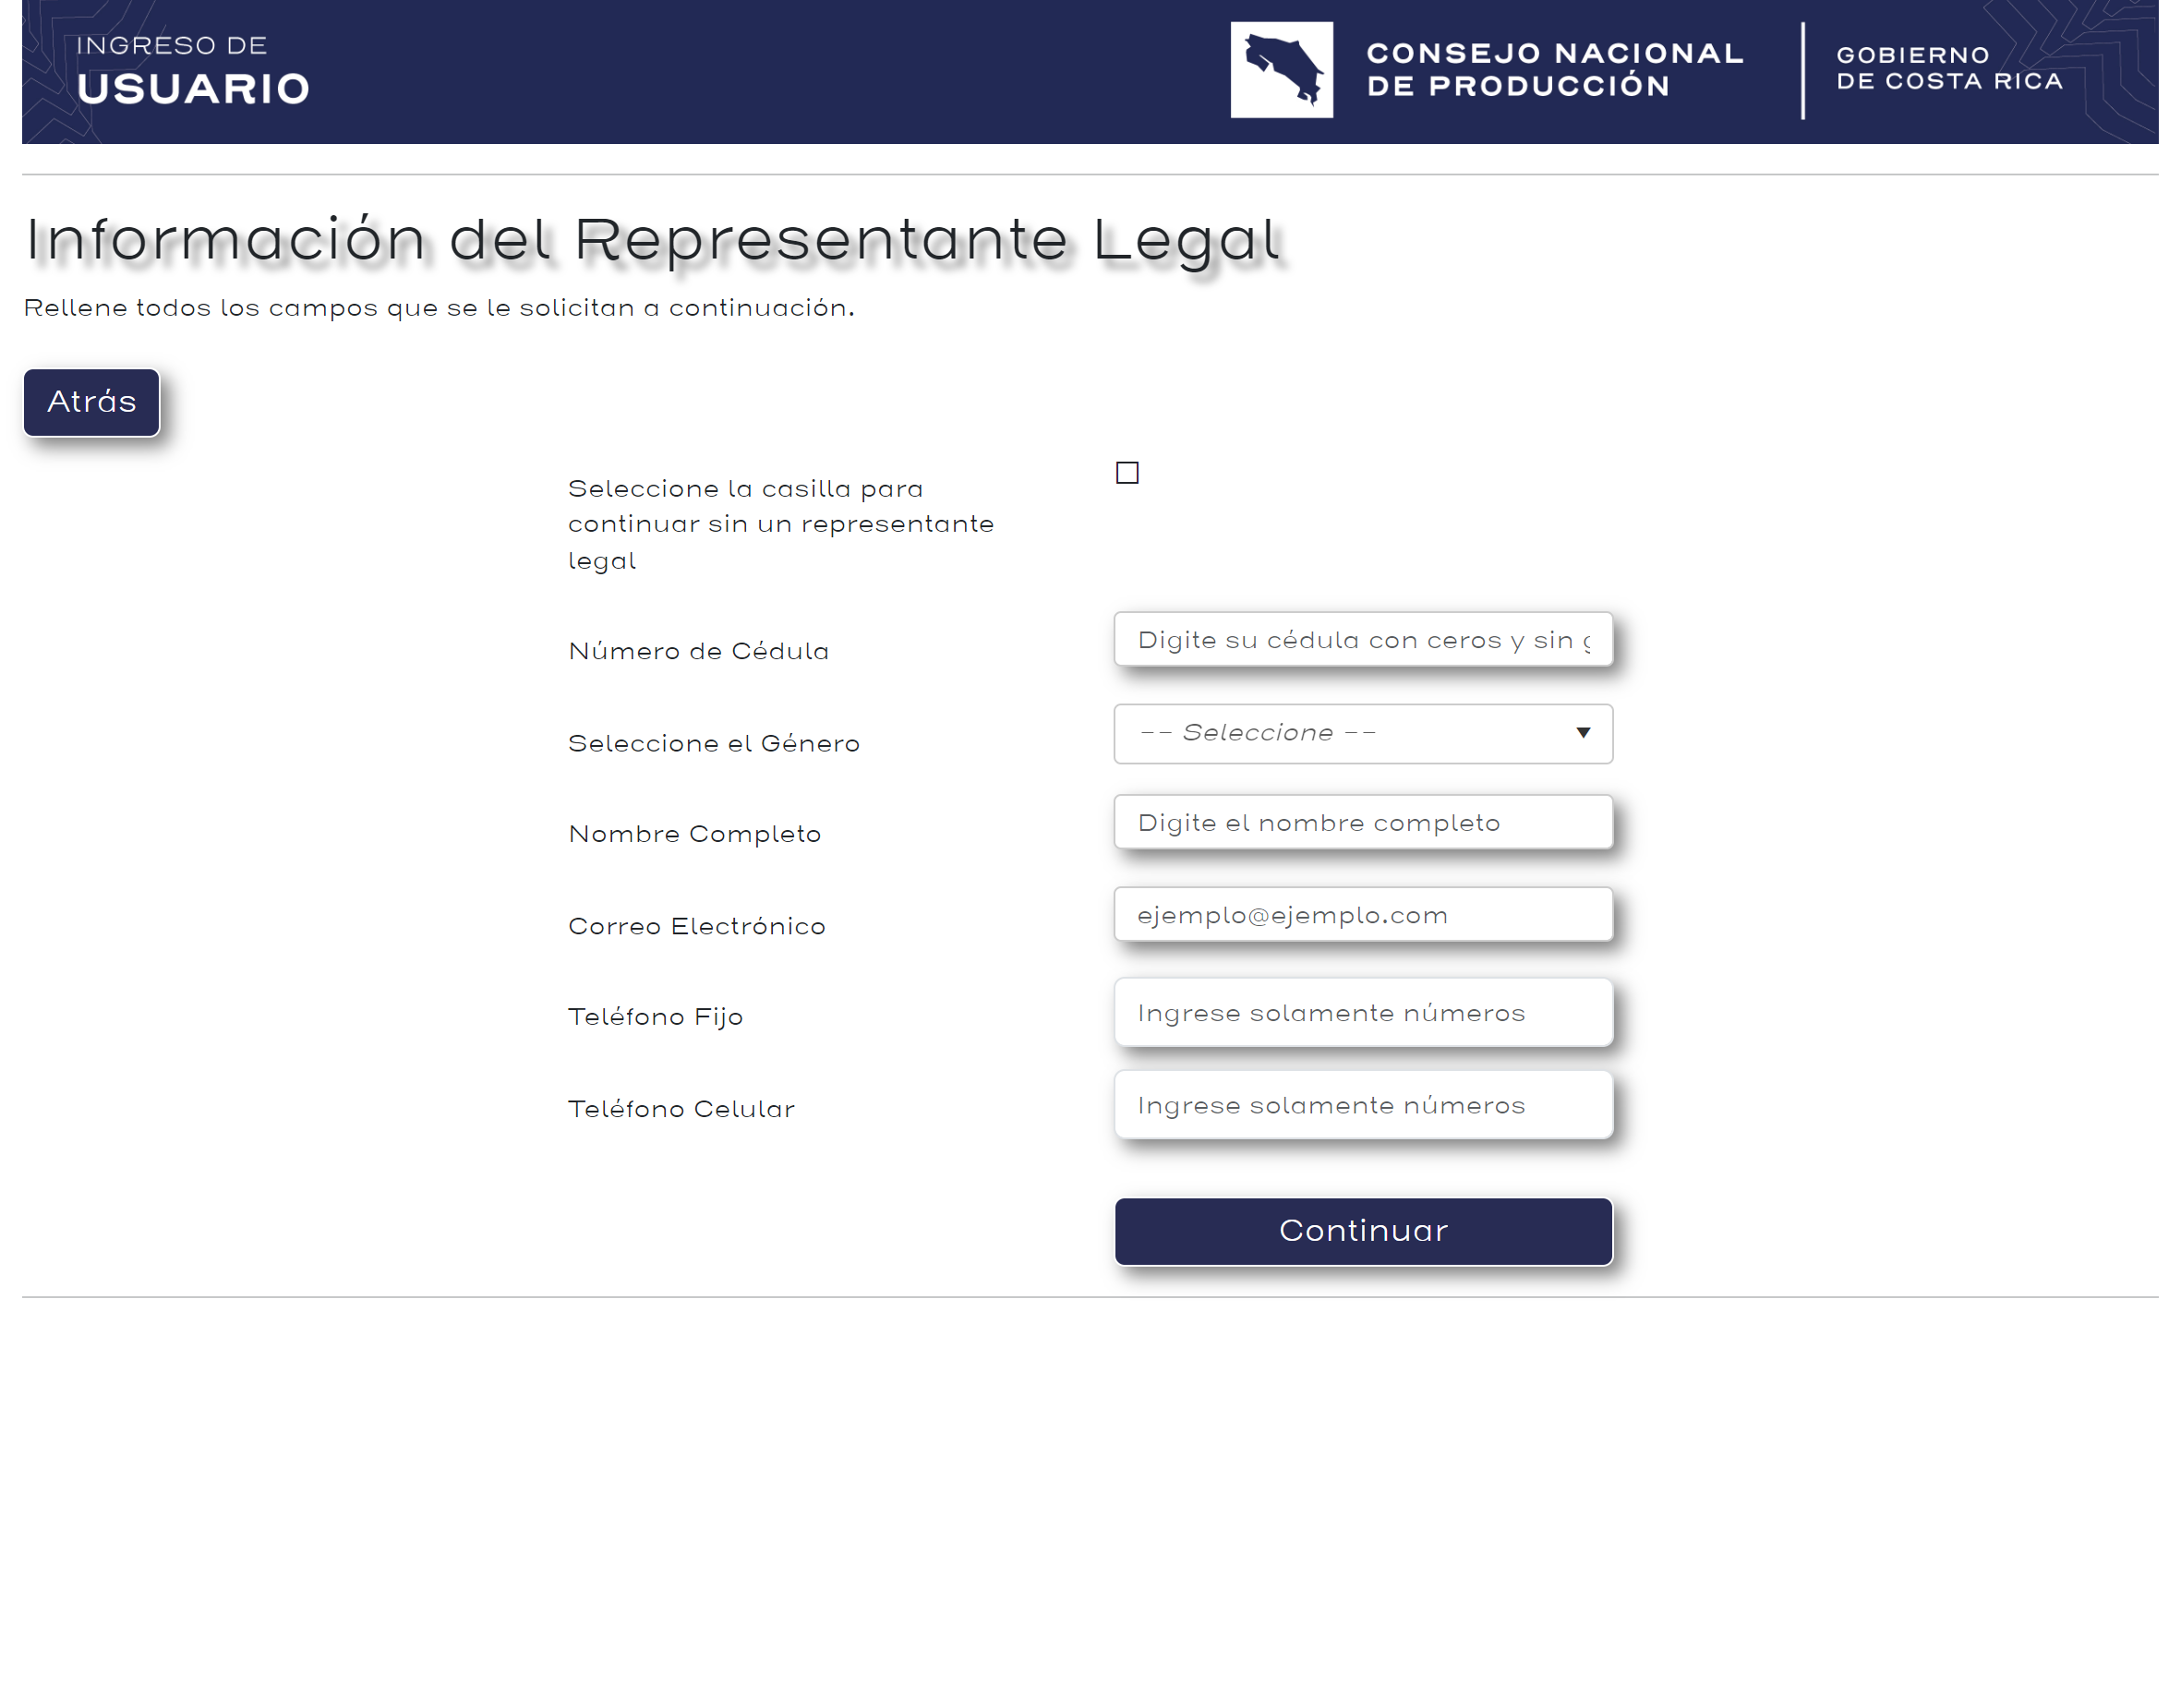 INGRESO DE
USUARIO
CONSEJO NACIONAL
DE PRODUCCIÓN
GOBIERNO
DE COSTA RICA
Información del Representante Legal
Rellene todos los campos que se le solicitan a continuación.
Atrás
Seleccione la casilla para
continuar sin un representante
legal
Número de Cédula
Digite su cédula con ceros y sin
Seleccione el Género
-- Seleccione --
Nombre Completo
Digite el nombre completo
Correo Electrónico
ejemplo@ejemplo.com
Teléfono Fijo
Ingrese solamente números
Teléfono Celular
Ingrese solamente números
Continuar